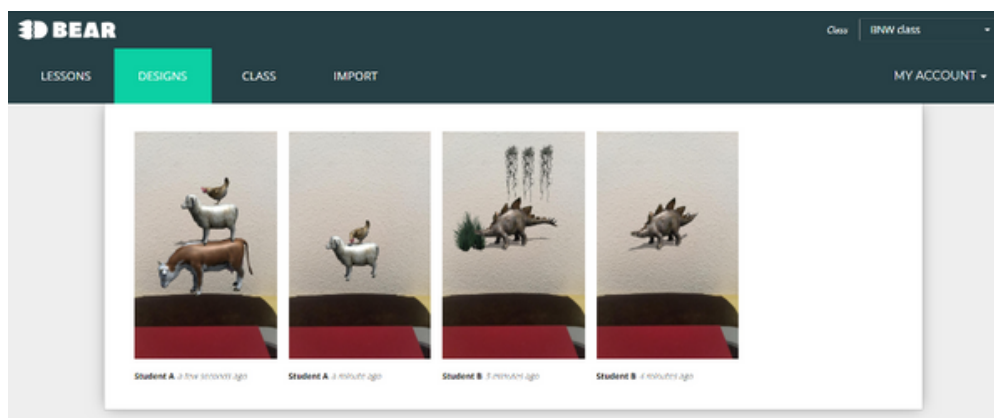 3D BEAR
Class BNW class
LESSONS DESIGNS CLASS IMPORT MY ACCOUNT
Student A a few seconds ago
Student A a minute ago
Student B 3 minutes ago
Student B 4 minutes ago